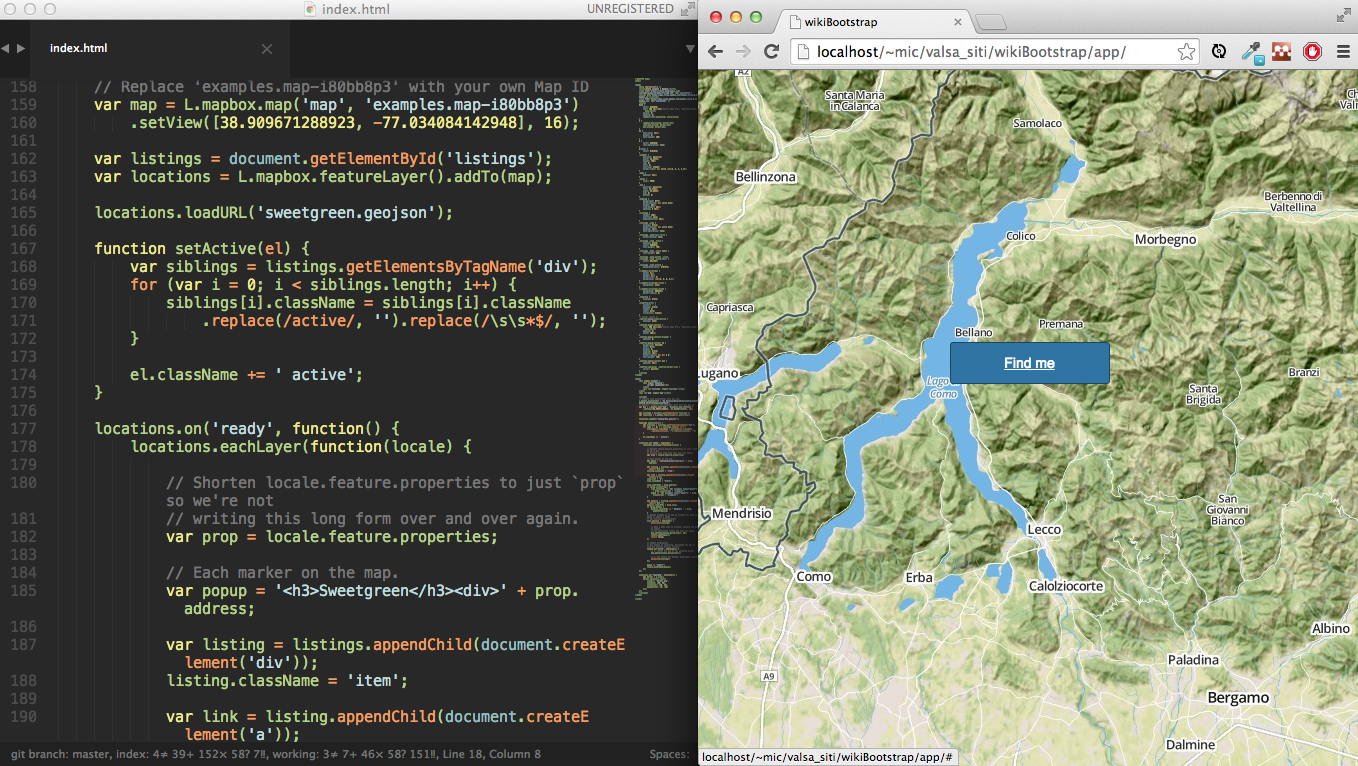 index.html
UNREGISTERED
index.html
158 // Replace 'examples.map-i80bb8p3' with your own Map ID
159 var map = L.mapbox.map('map', 'examples.map-i80bb8p3')
160 .setView([38.909671288923, -77.034084142948], 16);
161
162 var listings = document.getElementById('listings');
163 var locations = L.mapbox.featureLayer().addTo(map);
164
165 locations.loadURL('sweetgreen.geojson');
166
167 function setActive(el) {
168 var siblings = listings.getElementsByTagName('div');
169 for (var i = 0; i < siblings.length; i++) {
170 siblings[i].className = siblings[i].className
171 .replace(/active/, '').replace(/\s\s*$/, '');
172 }
173
174 el.className += ' active';
175 }
176
177 locations.on('ready', function() {
178 locations.eachLayer(function(locale) {
179
180 // Shorten locale.feature.properties to just `prop`
so we're not
181 // writing this long form over and over again.
182 var prop = locale.feature.properties;
183
184 // Each marker on the map.
185 var popup = '<h3>Sweetgreen</h3><div>' + prop.
address;
186
187 var listing = listings.appendChild(document.createE
lement('div'));
188 listing.className = 'item';
189
190 var link = listing.appendChild(document.createE
lement('a'));
git branch: master, index: 4≠ 39+ 152× 58? 7‼, working: 3≠ 7+ 46× 58? 151‼, Line 18, Column 8
Spaces:
wikiBootstrap
localhost/~mic/valsa_siti/wikiBootstrap/app/
A2
Santa Maria
in Calanca
Samolaco
Bellinzona
Berbenno di
Valtellina
Colico
Morbegno
Capriasca
Bellano
Premana
Find me
Lugano
Lago
Como
Branzi
Santa
Brigida
San
Giovanni
Bianco
Mendrisio
Lecco
Como
Erba
Calolziocorte
Albino
Paladina
A9
Bergamo
Dalmine
localhost/~mic/valsa_siti/wikiBootstrap/app/#